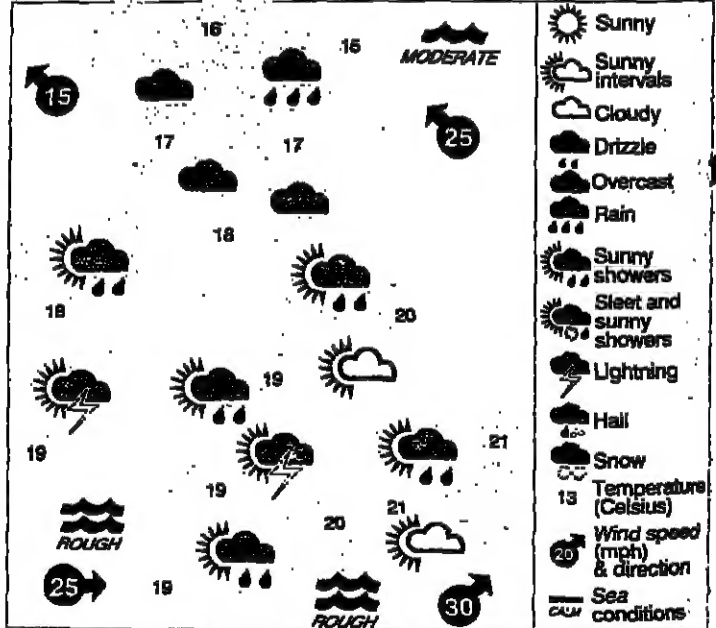 16
15
MODERATE
15
25
17
17
18
18
20
19
19
21
19
21
20
ROUGH
25
19
30
ROUGH
Sunny
Sunny
intervals
Cloudy
Drizzle
Overcast
Rain
Sunny
showers
Sleet and
sunny
showers
Lightning
Hail
Snow
13 Temperature
(Celsius)
Wind speed
20 (mph)
& direction
Sea
CALM conditions